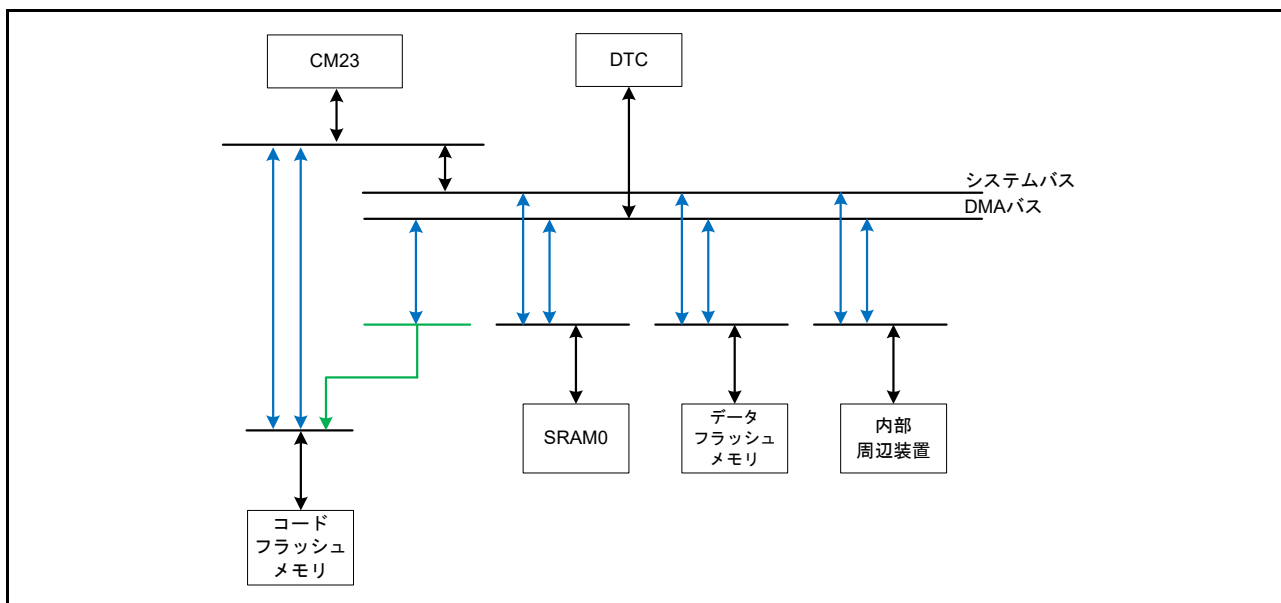 CM23
DTC
システムバス
DMAバス
SRAM0
データ
フラッシュ
メモリ
内部
周辺装置
コード
フラッシュ
メモリ